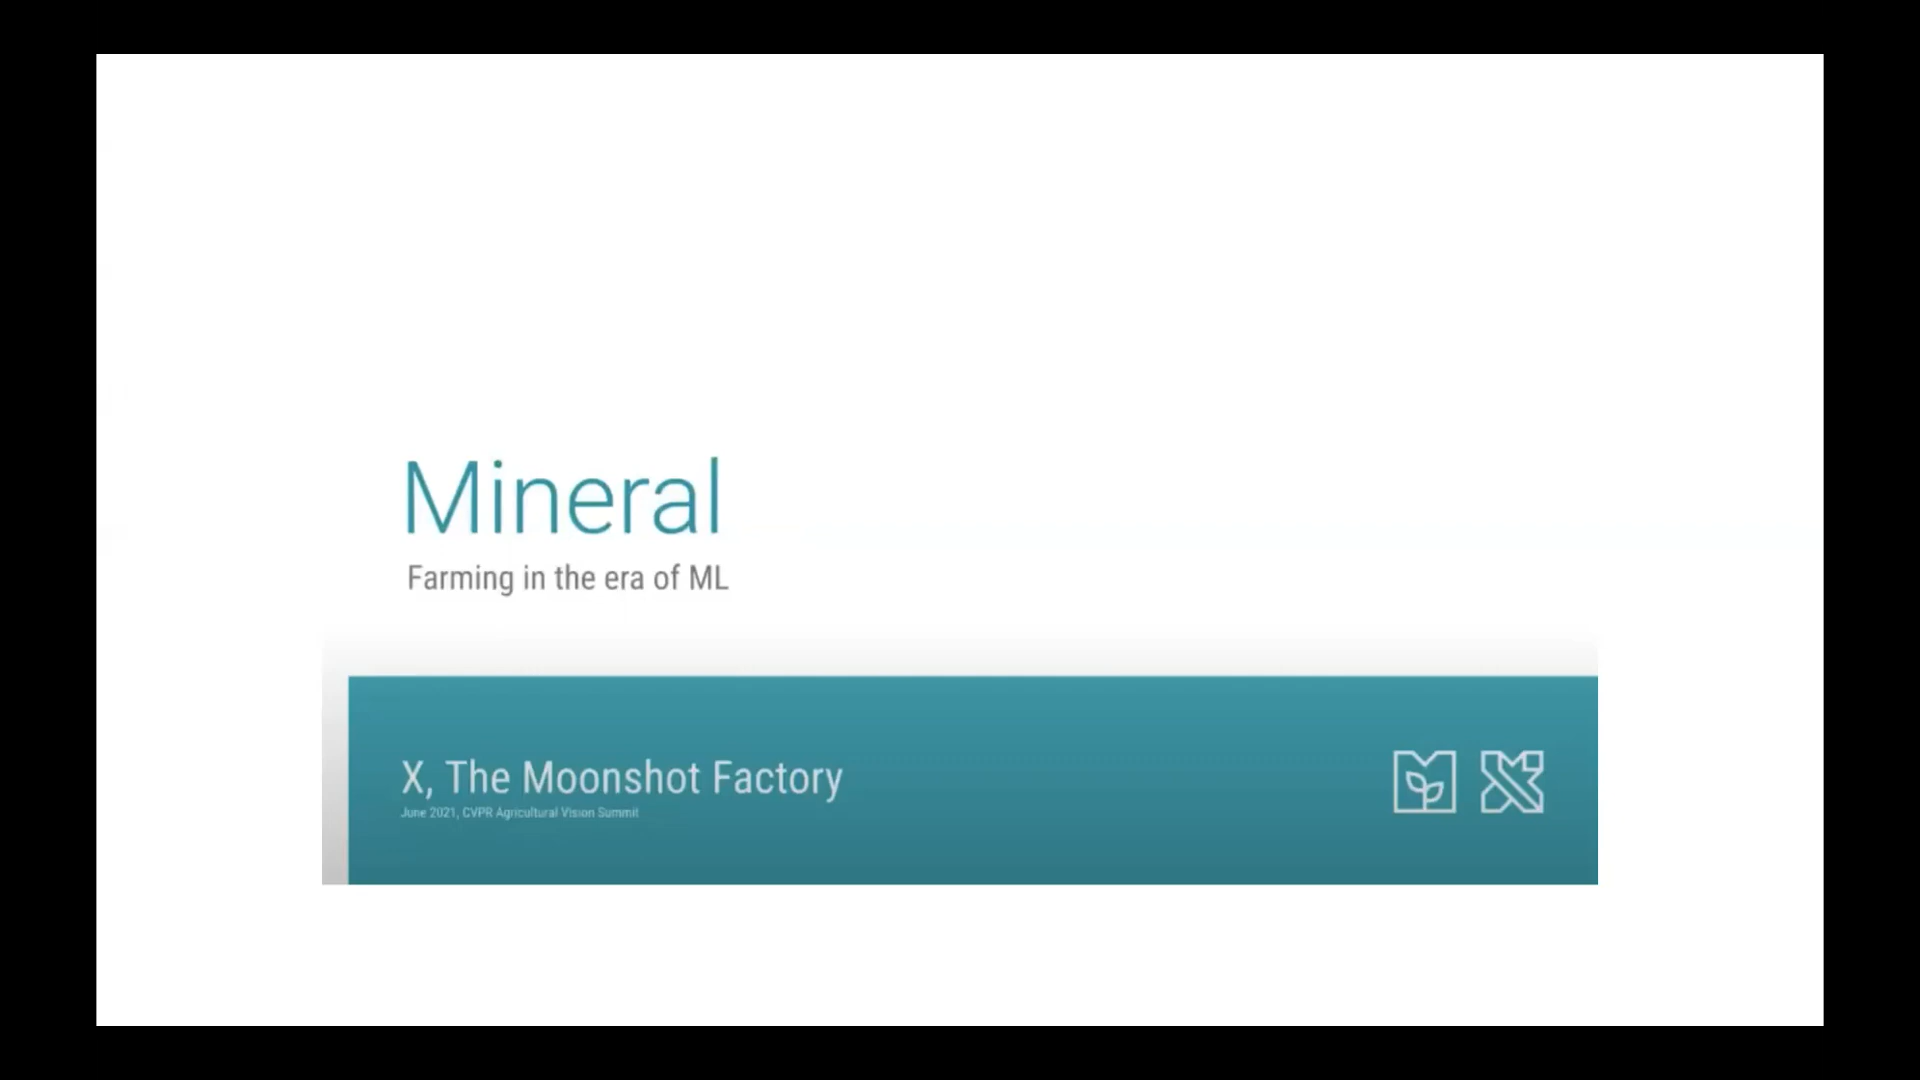 Mineral
Farming in the era of ML
X, The Moonshot Factory
June 2021, CVPR Agricultural Vision Summit